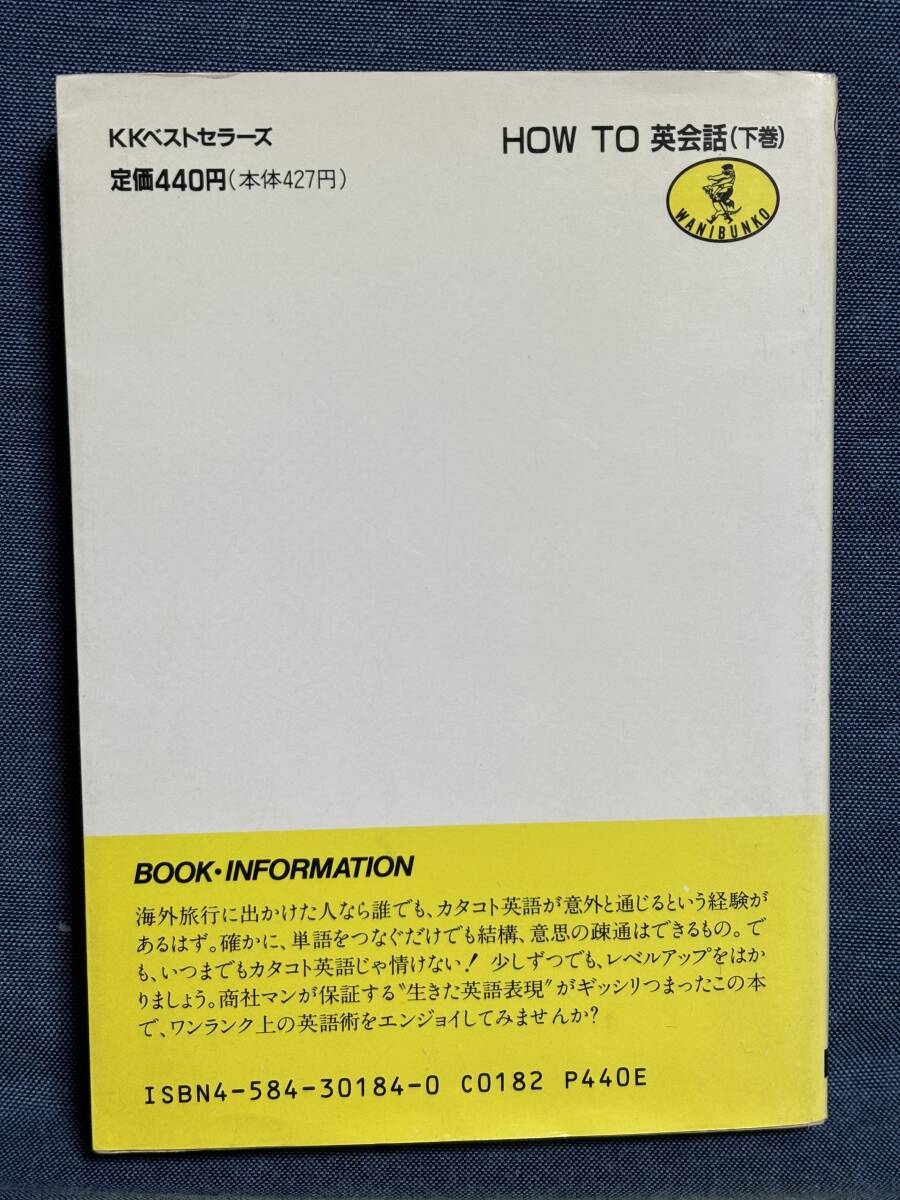 KKベストセラーズ
定価440円(本体427円)
HOW TO 英会話(下巻)
WANIBUNKO
BOOK・INFORMATION
海外旅行に出かけた人なら誰でも、カタコト英語が意外と通じるという経験が
あるはず。確かに、単語をつなぐだけでも結構、意思の疎通はできるもの。で
も、いつまでもカタコト英語じゃ情けない! 少しずつでも、レベルアップをはか
りましょう。商社マンが保証する〝生きた英語表現〟がギッシリつまったこの本
で、ワンランク上の英語術をエンジョイしてみませんか?
ISBN4-584-30184-0 C0182 P440E